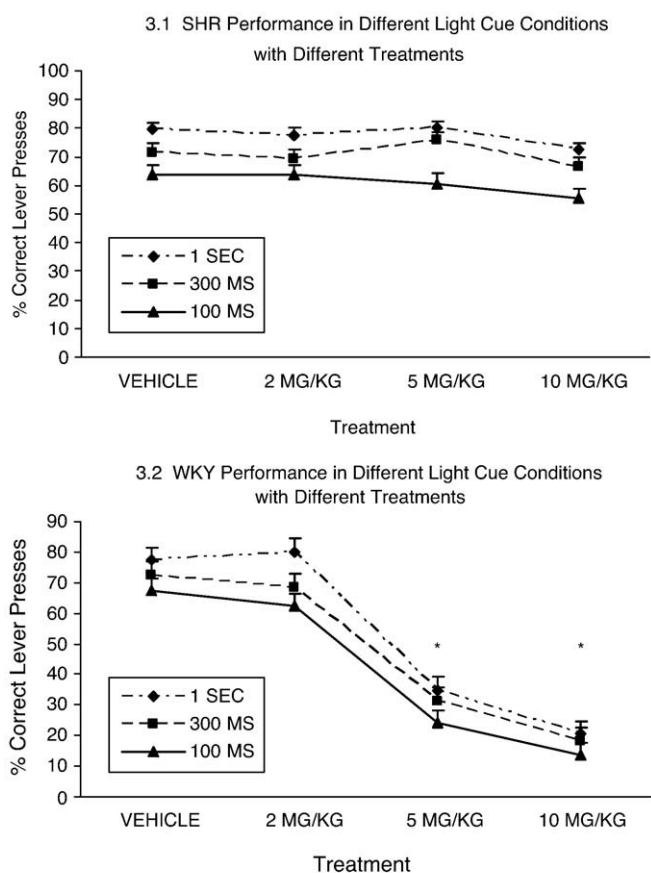 3.1 SHR Performance in Different Light Cue Conditions
with Different Treatments
100
90
80
70
60
50
40
30
20
10
0
% Correct Lever Presses
1 SEC
300 MS
100 MS
VEHICLE 2 MG/KG 5 MG/KG 10 MG/KG
Treatment
3.2 WKY Performance in Different Light Cue Conditions
with Different Treatments
90
80
70
60
50
40
30
20
10
0
% Correct Lever Presses
* *
1 SEC
300 MS
100 MS
VEHICLE 2 MG/KG 5 MG/KG 10 MG/KG
Treatment